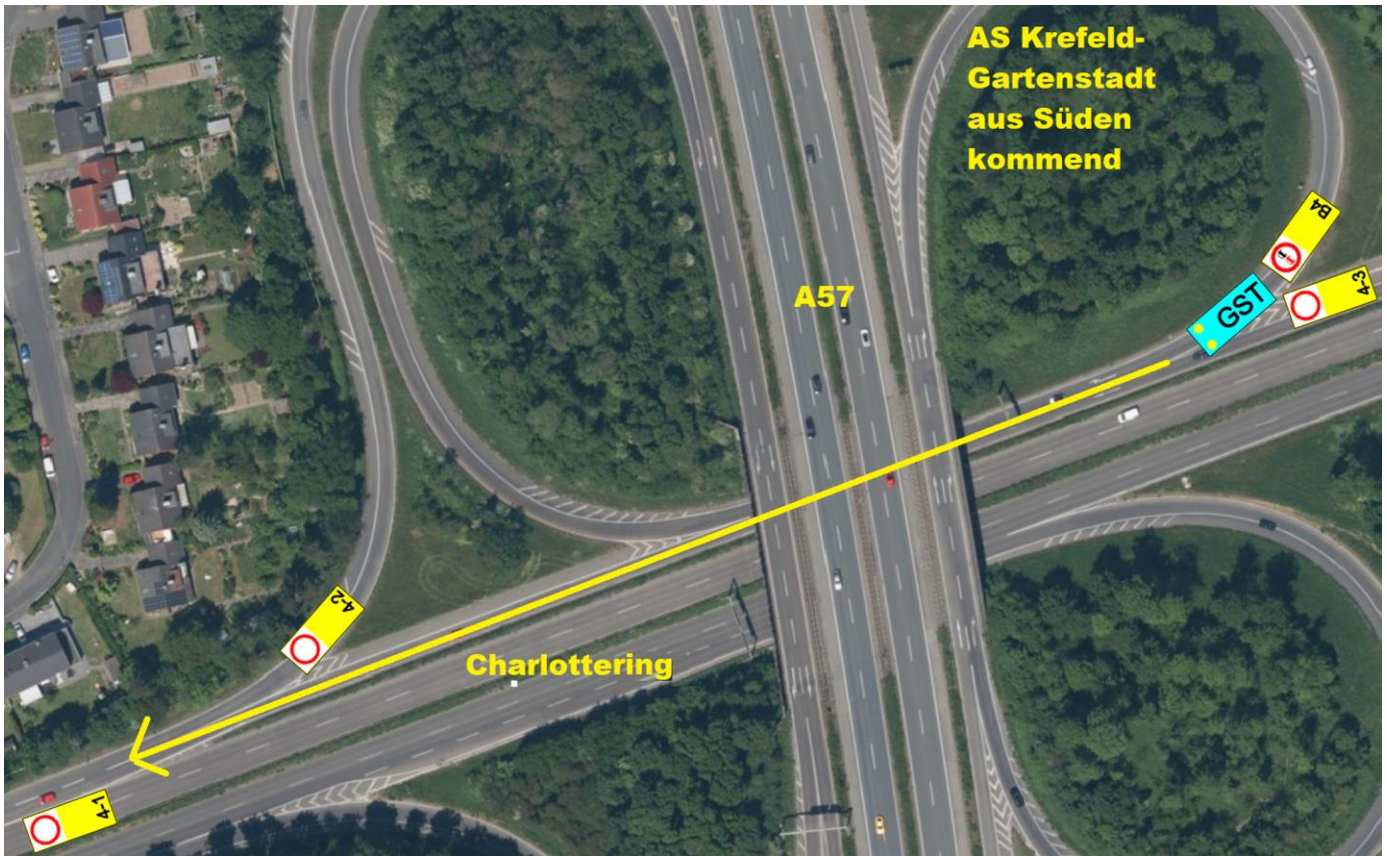 AS Krefeld-
Gartenstadt
aus Süden
kommend
B4
4-3
GST
A57
4-2
Charlottering
4-1